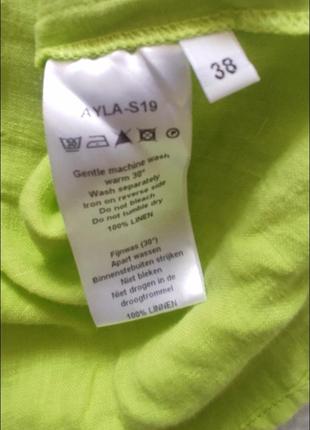 38
AYLA-S19
Gentle machine wash
warm 30°
Wash separately
Iron on reverse side
Do not bleach
Do not tumble dry
100% LINEN
Fijnwas (30°)
Apart wassen
Binnenstebuiten strijken
Niet bleken
Niet drogen in de
droogtrommel
100% LINNEN